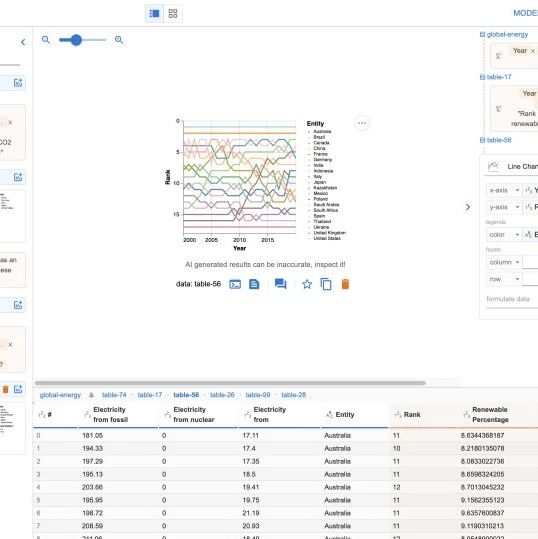 MODE
global-energy
Year ×
table-17
Year
"Rank
renewabl
table-56
Line Char
x-axis
y-axis
legends
color
facets
column
row
formulate data
CO2
as an
ese
?
0
5
10
15
Rank
2000 2005 2010 2015
Year
Entity
Australia
Brazil
Canada
China
France
Germany
India
Indonesia
Italy
Japan
Kazakhstan
Mexico
Poland
Saudi Arabia
South Africa
Spain
Thailand
Ukraine
United Kingdom
United States
AI generated results can be inaccurate, inspect it!
data: table-56
global-energy table-74 table-17 table-56 table-26 table-99 table-28
# Electricity from fossil Electricity from nuclear Electricity from Entity Rank Renewable Percentage
0 181.05 0 17.11 Australia 11 8.6344368187
1 194.33 0 17.4 Australia 10 8.2180135078
2 197.29 0 17.35 Australia 11 8.0833022736
3 195.13 0 18.5 Australia 11 8.6598324205
4 203.66 0 19.41 Australia 12 8.7013045232
5 195.95 0 19.75 Australia 11 9.1562355123
6 198.72 0 21.19 Australia 11 9.6357600837
7 208.59 0 20.93 Australia 11 9.1190310213
8 211.06 0 18.49 Australia 12